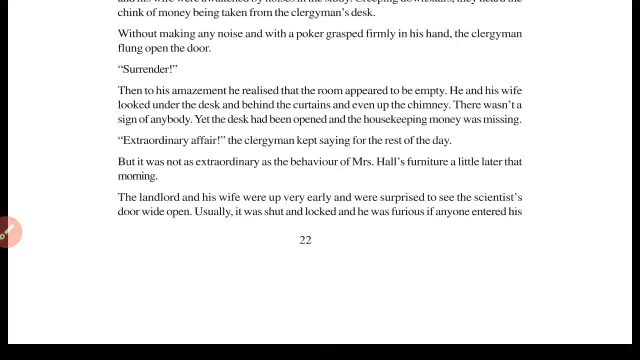 and his wife were awakened by noises in the study. Creeping downstairs, they heard the
chink of money being taken from the clergyman's desk.
Without making any noise and with a poker grasped firmly in his hand, the clergyman
flung open the door.
“Surrender!”
Then to his amazement he realised that the room appeared to be empty. He and his wife
looked under the desk and behind the curtains and even up the chimney. There wasn't a
sign of anybody. Yet the desk had been opened and the housekeeping money was missing.
“Extraordinary affair!” the clergyman kept saying for the rest of the day.
But it was not as extraordinary as the behaviour of Mrs. Hall's furniture a little later that
morning.
The landlord and his wife were up very early and were surprised to see the scientist's
door wide open. Usually, it was shut and locked and he was furious if anyone entered his
22